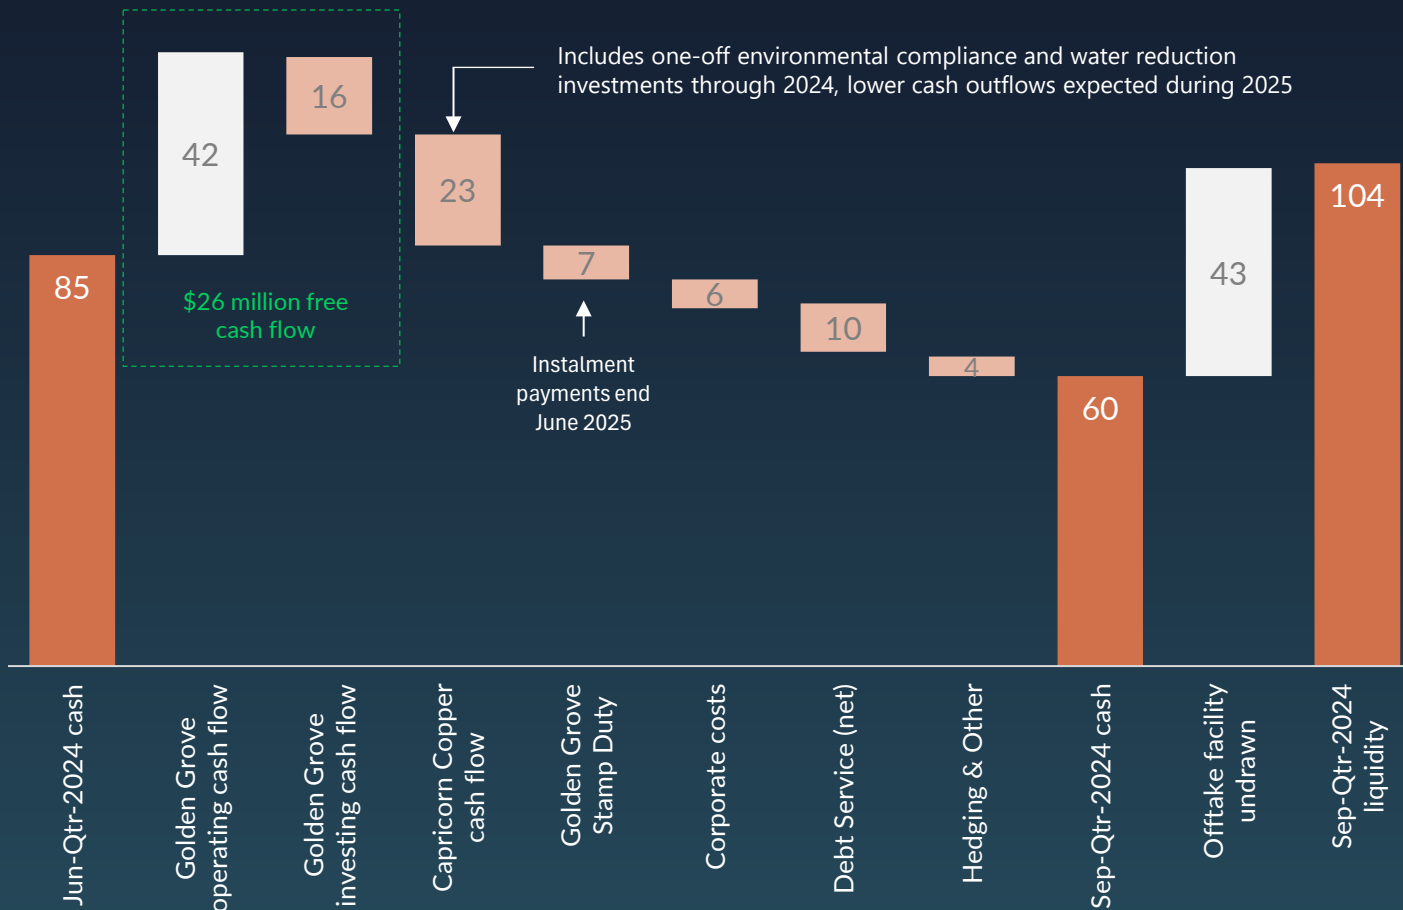 Includes one-off environmental compliance and water reduction
investments through 2024, lower cash outflows expected during 2025
85
42
16
23
7
6
10
4
60
43
104
$26 million free
cash flow
Instalment
payments end
June 2025
Jun-Qtr-2024 cash
Golden Grove
operating cash flow
Golden Grove
investing cash flow
Capricorn Copper
cash flow
Golden Grove
Stamp Duty
Corporate costs
Debt Service (net)
Hedging & Other
Sep-Qtr-2024 cash
Offtake facility
undrawn
Sep-Qtr-2024
liquidity